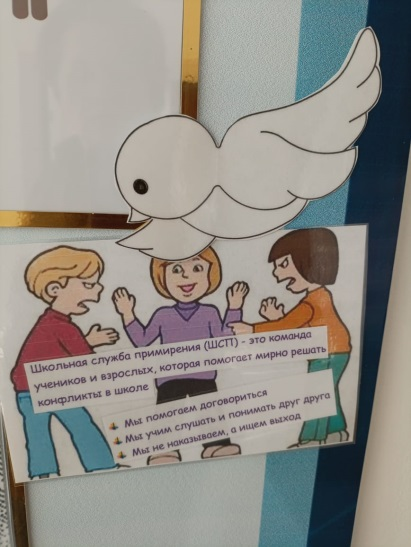 Школьная служба примирения (ШСП) - это команда
учеников и взрослых, которая помогает мирно решать
конфликты в школе
Мы помогаем договориться
Мы учим слушать и понимать друг друга
Мы не наказываем, а ищем выход